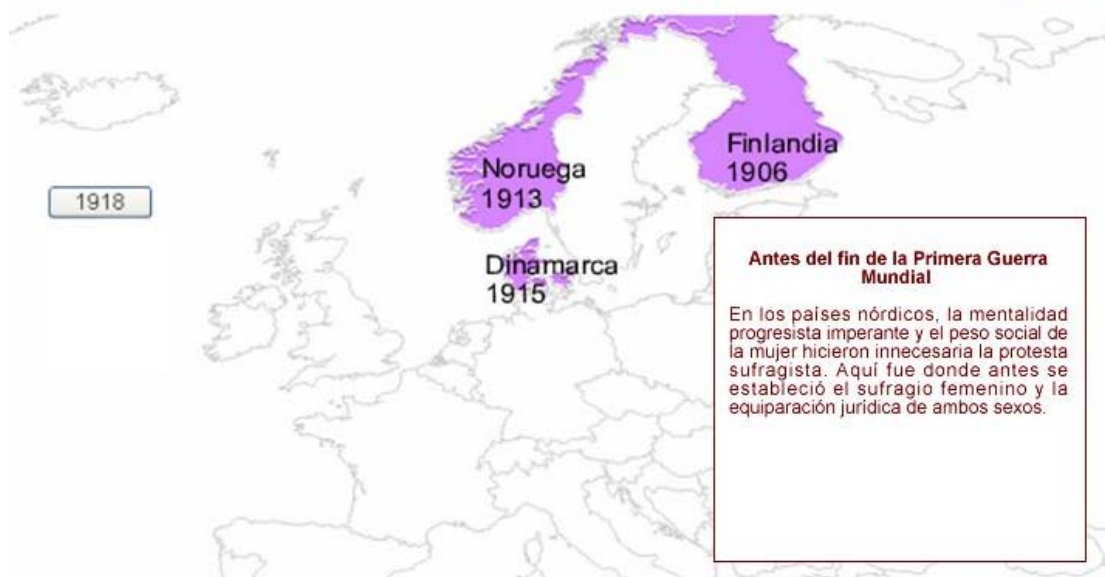 Finlandia
1906
Noruega
1913
1918
Dinamarca
1915
Antes del fin de la Primera Guerra
Mundial
En los países nórdicos, la mentalidad
progresista imperante y el peso social de
la mujer hicieron innecesaria la protesta
sufragista. Aquí fue donde antes se
estableció el sufragio femenino y la
equiparación jurídica de ambos sexos.